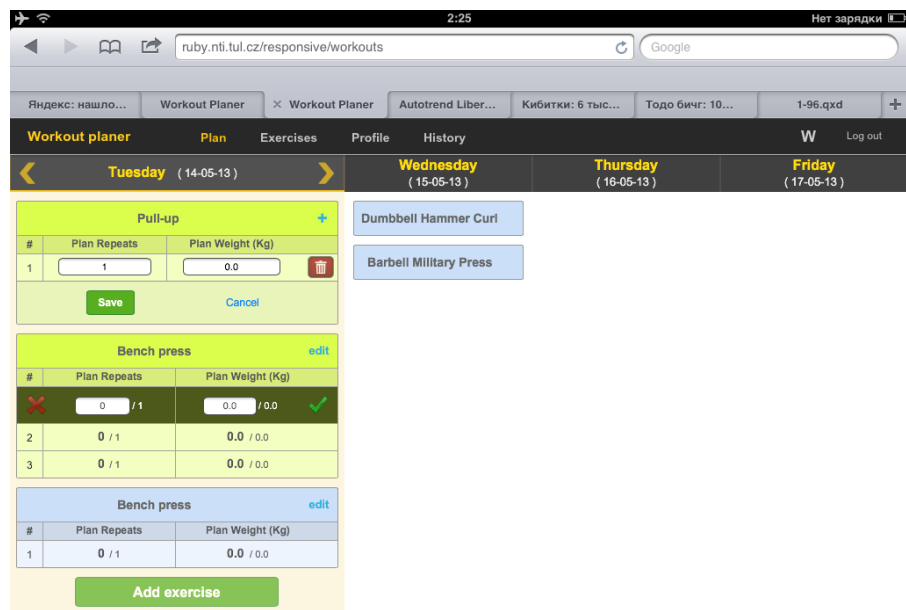 2:25
Нет зарядки
ruby.nti.tul.cz/responsive/workouts
Google
Яндекс: нашло...
Workout Planer
Workout Planer
Autotrend Liber...
Кибитки: 6 тыс...
Тодо бичг: 10...
1-96.qxd
Workout planer
Plan
Exercises
Profile
History
W
Log out
Tuesday ( 14-05-13 )
Wednesday
( 15-05-13 )
Thursday
( 16-05-13 )
Friday
( 17-05-13 )
Pull-up +
# Plan Repeats Plan Weight (Kg)
1 1 0.0
Save Cancel
Bench press edit
# Plan Repeats Plan Weight (Kg)
0 / 1 0.0 / 0.0
2 0 / 1 0.0 / 0.0
3 0 / 1 0.0 / 0.0
Bench press edit
# Plan Repeats Plan Weight (Kg)
1 0 / 1 0.0 / 0.0
Add exercise
Dumbbell Hammer Curl
Barbell Military Press